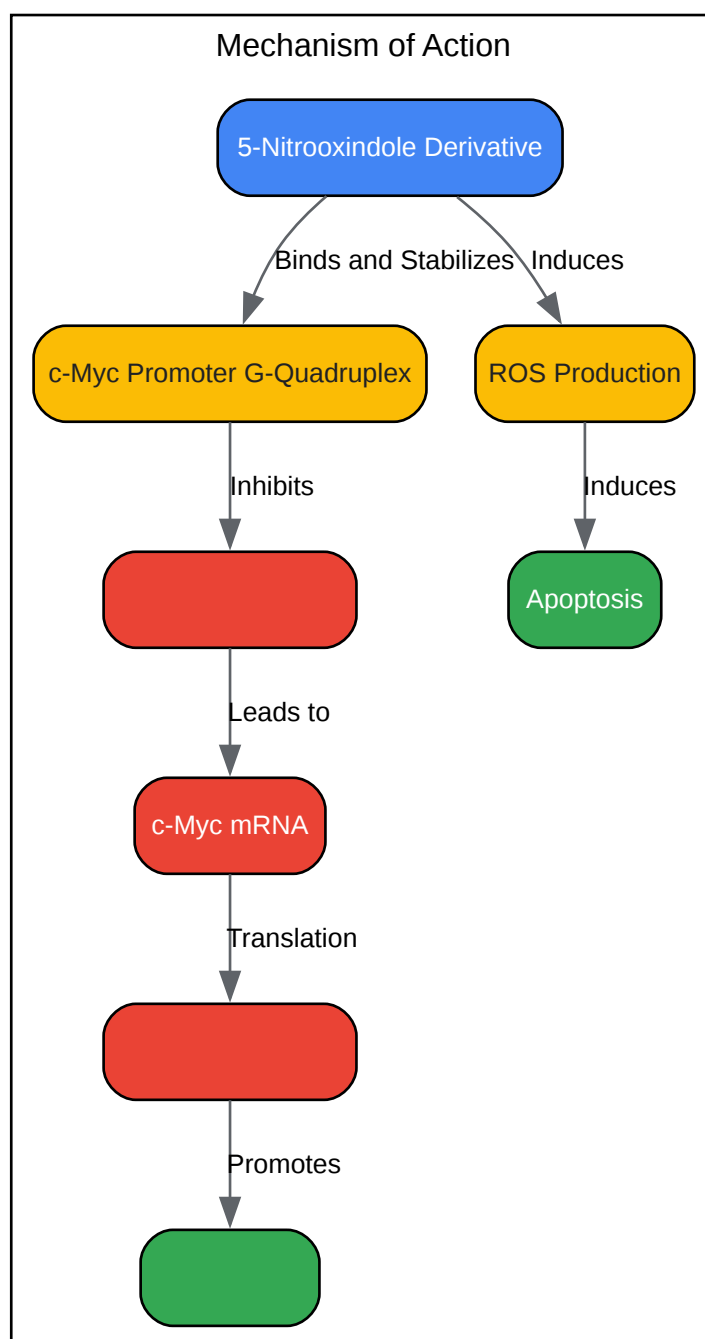 Mechanism of Action
5-Nitrooxindole Derivative
Binds and Stabilizes
Induces
c-Myc Promoter G-Quadruplex
ROS Production
Inhibits
Induces
Apoptosis
Leads to
c-Myc mRNA
Translation
Promotes